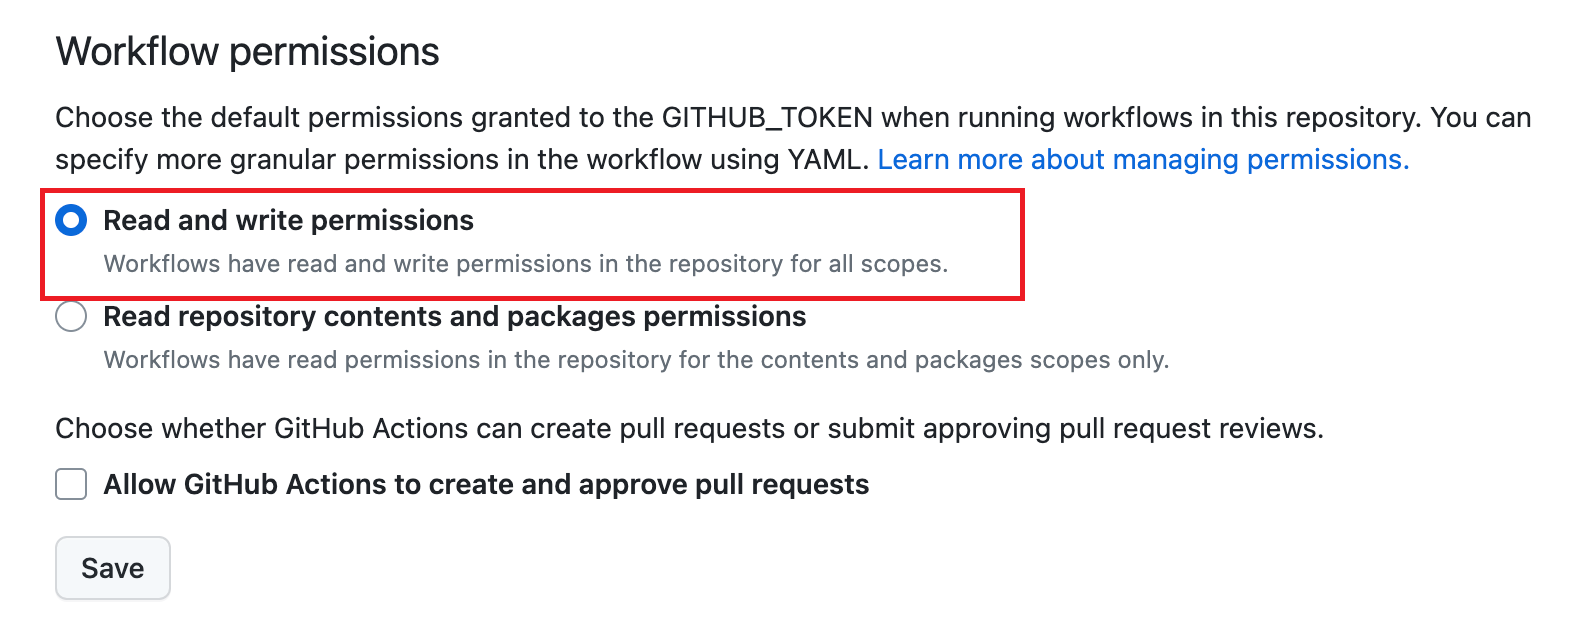 Workflow permissions
Choose the default permissions granted to the GITHUB_TOKEN when running workflows in this repository. You can
specify more granular permissions in the workflow using YAML. Learn more about managing permissions.
Read and write permissions
Workflows have read and write permissions in the repository for all scopes.
Read repository contents and packages permissions
Workflows have read permissions in the repository for the contents and packages scopes only.
Choose whether GitHub Actions can create pull requests or submit approving pull request reviews.
Allow GitHub Actions to create and approve pull requests
Save